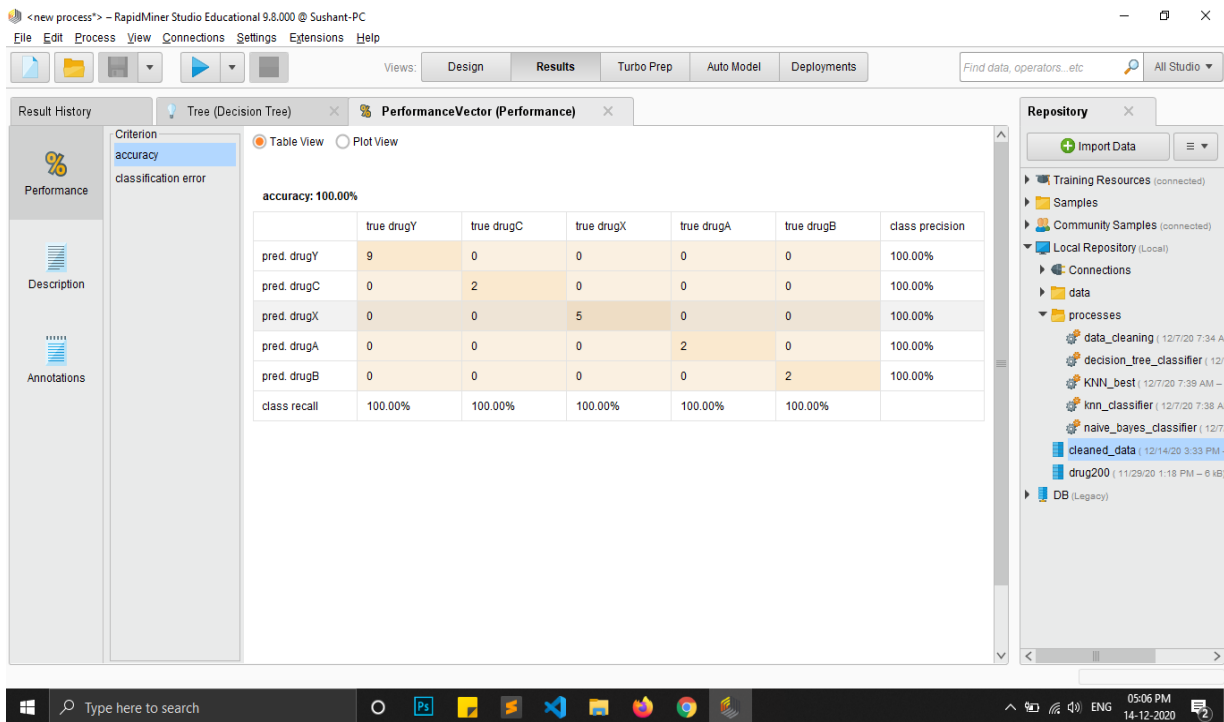 <new process*> – RapidMiner Studio Educational 9.8.000 @ Sushant-PC
File Edit Process View Connections Settings Extensions Help
Views: Design Results Turbo Prep Auto Model Deployments Find data, operators...etc All Studio
Result History Tree (Decision Tree) % PerformanceVector (Performance) Repository
Criterion
accuracy
classification error
%
Performance
Description
Annotations
Table View Plot View
accuracy: 100.00%
true drugY true drugC true drugX true drugA true drugB class precision
pred. drugY 9 0 0 0 0 100.00%
pred. drugC 0 2 0 0 0 100.00%
pred. drugX 0 0 5 0 0 100.00%
pred. drugA 0 0 0 2 0 100.00%
pred. drugB 0 0 0 0 2 100.00%
class recall 100.00% 100.00% 100.00% 100.00% 100.00%
Import Data
Training Resources (connected)
Samples
Community Samples (connected)
Local Repository (Local)
Connections
data
processes
data_cleaning ( 12/7/20 7:34 A
decision_tree_classifier ( 12/
KNN_best ( 12/7/20 7:39 AM –
knn_classifier ( 12/7/20 7:38 A
naive_bayes_classifier ( 12/7
cleaned_data ( 12/14/20 3:33 PM -
drug200 ( 11/29/20 1:18 PM – 6 kB)
DB (Legacy)
Type here to search
Ps
ENG
05:06 PM
14-12-2020
2